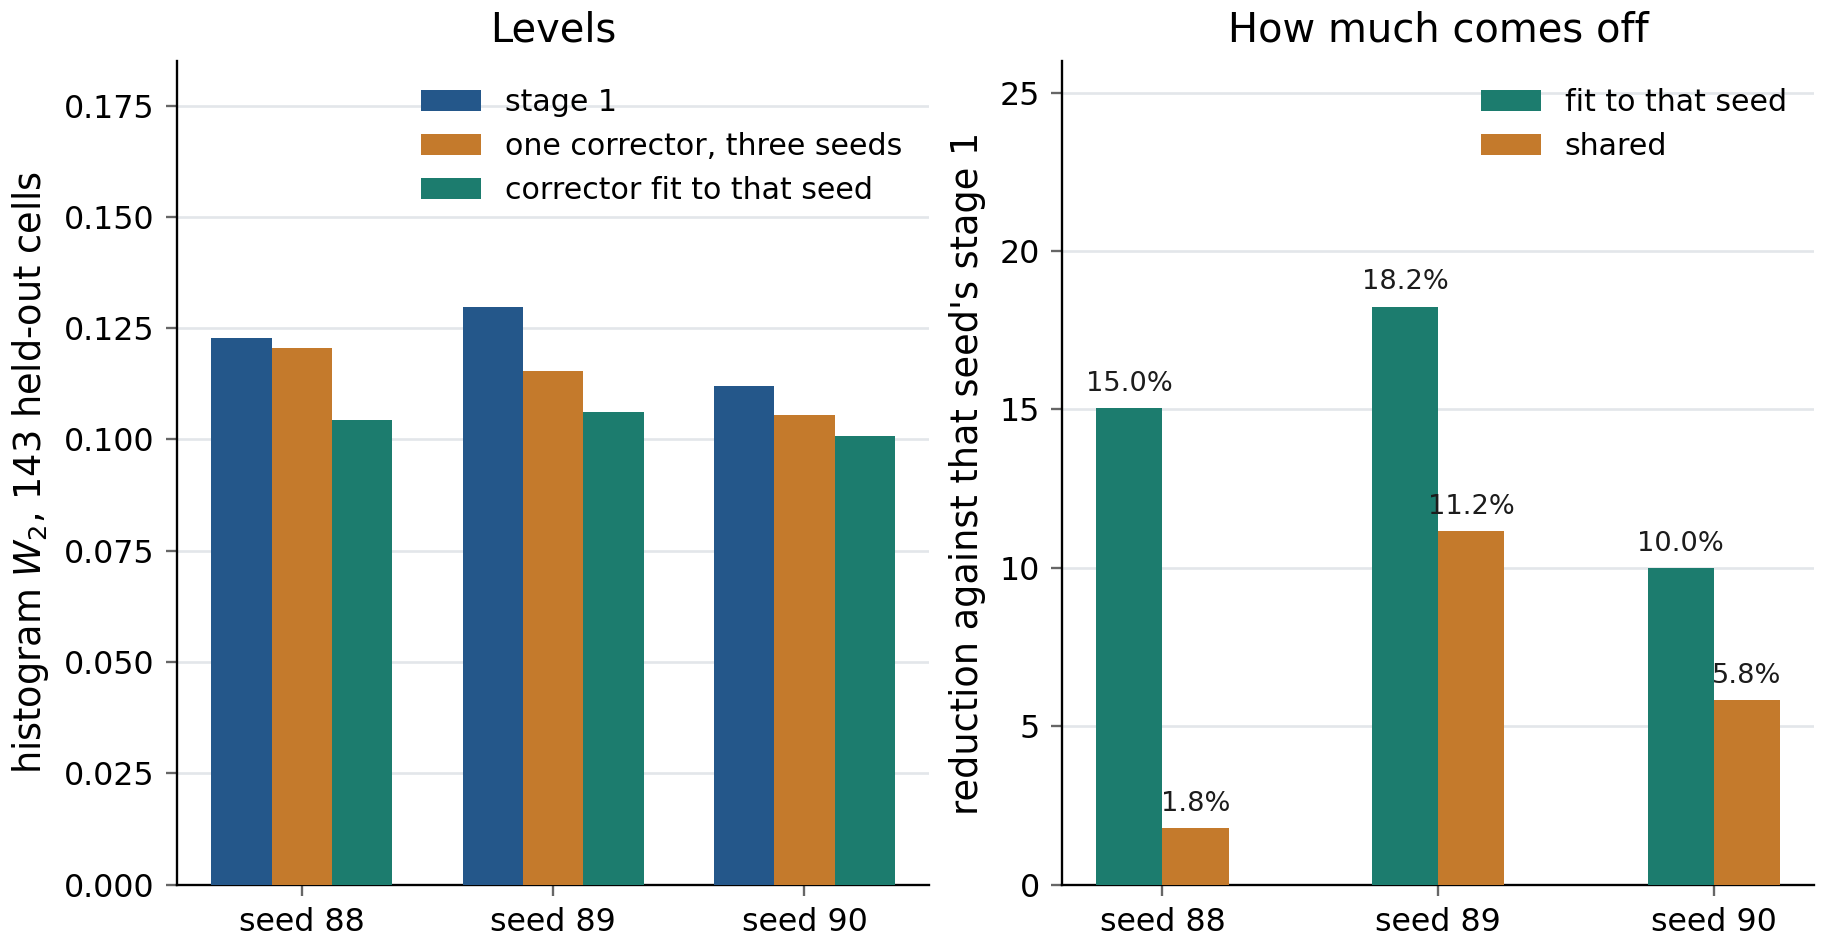 Levels
histogram W₂, 143 held-out cells
0.175
0.150
0.125
0.100
0.075
0.050
0.025
0.000
stage 1
one corrector, three seeds
corrector fit to that seed
seed 88
seed 89
seed 90
How much comes off
reduction against that seed's stage 1
25
20
15
10
5
0
fit to that seed
shared
15.0%
1.8%
18.2%
11.2%
10.0%
5.8%
seed 88
seed 89
seed 90